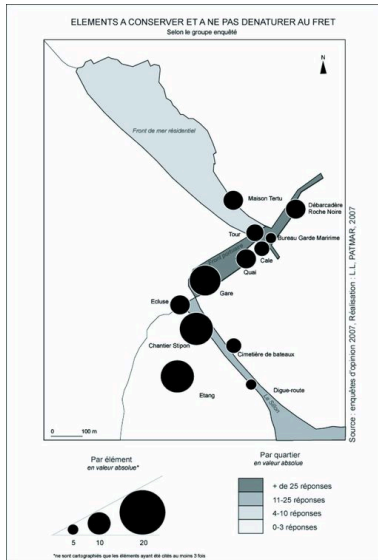 ELEMENTS A CONSERVER ET A NE PAS DENATURER AU FRET
Selon le groupe enquêté
N
Front de mer résidentiel
Maison Tertu
Débarcadère
Roche Noire
Tour
Bureau Garde Maririme
Cale
Quai
Gare
Ecluse
Chantier Stipon
Cimetière de bateaux
Etang
Digue-route
Le Sillon
0 100 m
Source : enquêtes d'opinion 2007, Réalisation : L.L. PATMAR, 2007
Par élément
en valeur absolue*
5 10 20
*ne sont cartographiés que les éléments ayant été cités au moins 3 fois
Par quartier
en valeur absolue
+ de 25 réponses
11-25 réponses
4-10 réponses
0-3 réponses